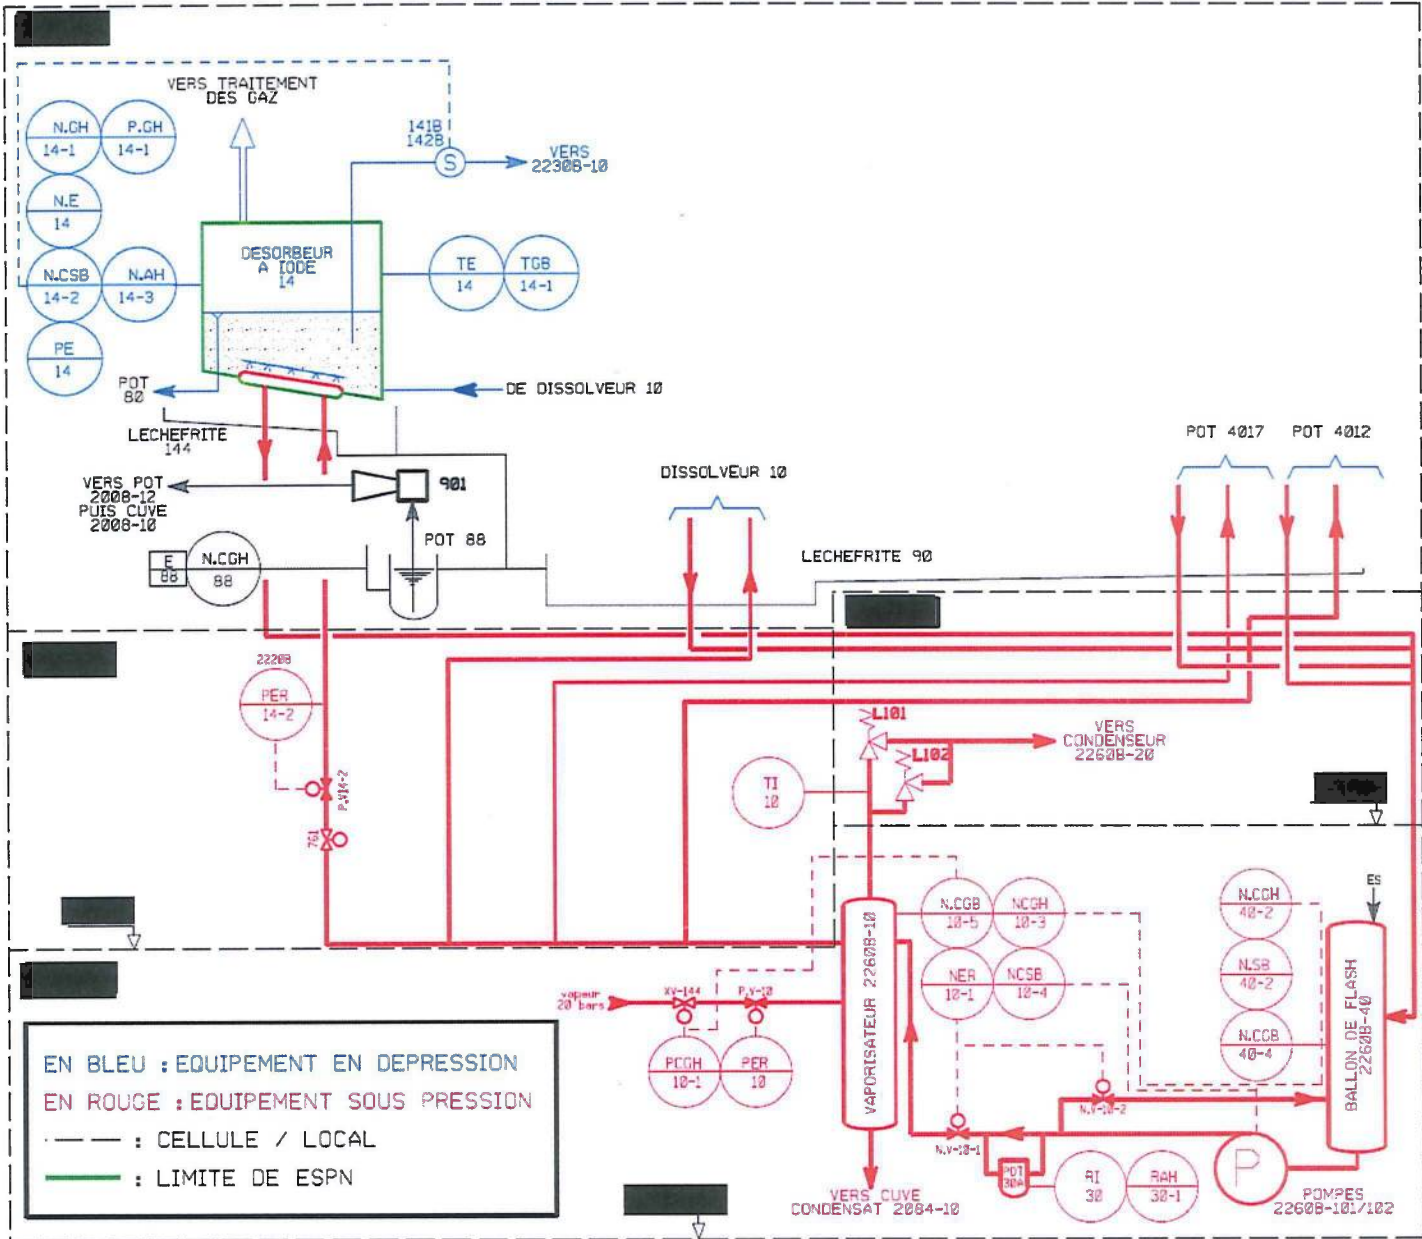 VERS TRAITEMENT
DES GAZ
N.GH
14-1
P.GH
14-1
141B
142B
S
VERS
2230B-10
N.E
14
DESORBEUR
A IODE
14
N.CSB
14-2
N.AH
14-3
TE
14
TGB
14-1
PE
14
POT
80
DE DISSOLVEUR 10
LECHEFRITE
144
VERS POT
2008-12
PUIS CUVE
2008-10
901
DISSOLVEUR 10
POT 4017
POT 4012
E
88
N.CGH
88
POT 88
LECHEFRITE 90
2220B
PER
14-2
P.V14-2
761
L101
L102
VERS
CONDENSEUR
2260B-20
TI
10
N.CGB
10-5
NCGH
10-3
N.CGH
40-2
ES
NER
10-1
NCSB
10-4
N.SB
40-2
N.CGB
40-4
vapeur
20 bars
XV-144
P.V-10
PCGH
10-1
PER
10
VAPORISATEUR 2260B-10
BALLON DE FLASH
2260B-40
N.V-10-2
N.V-10-1
POT
30A
RI
30
RAH
30-1
P
POMPES
2260B-101/102
VERS CUVE
CONDENSAT 2084-10
EN BLEU : EQUIPEMENT EN DEPRESSION
EN ROUGE : EQUIPEMENT SOUS PRESSION
: CELLULE / LOCAL
: LIMITE DE ESPN